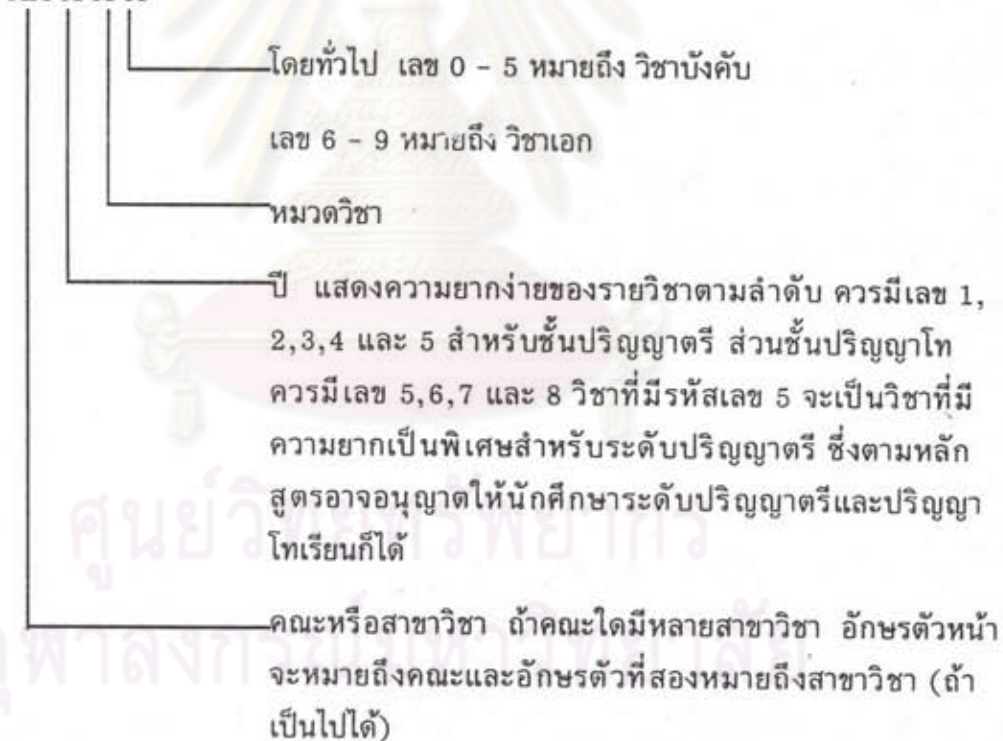 โดยทั่วไป เลข 0 - 5 หมายถึง วิชาบังคับ
เลข 6 - 9 หมายถึง วิชาเอก
หมวดวิชา
ปี แสดงความยากง่ายของรายวิชาตามลำดับ ควรมีเลข 1,
2,3,4 และ 5 สำหรับชั้นปริญญาตรี ส่วนชั้นปริญญาโท
ควรมีเลข 5,6,7 และ 8 วิชาที่มีรหัสเลข 5 จะเป็นวิชาที่มี
ความยากเป็นพิเศษสำหรับระดับปริญญาตรี ซึ่งตามหลัก
สูตรอาจอนุญาตให้นักศึกษาระดับปริญญาตรีและปริญญา
โทเรียนก็ได้
ศูนย์วิทยทรัพยากร
คณะหรือสาขาวิชา ถ้าคณะใดมีหลายสาขาวิชา อักษรตัวหน้า
จะหมายถึงคณะและอักษรตัวที่สองหมายถึงสาขาวิชา (ถ้า
เป็นไปได้)